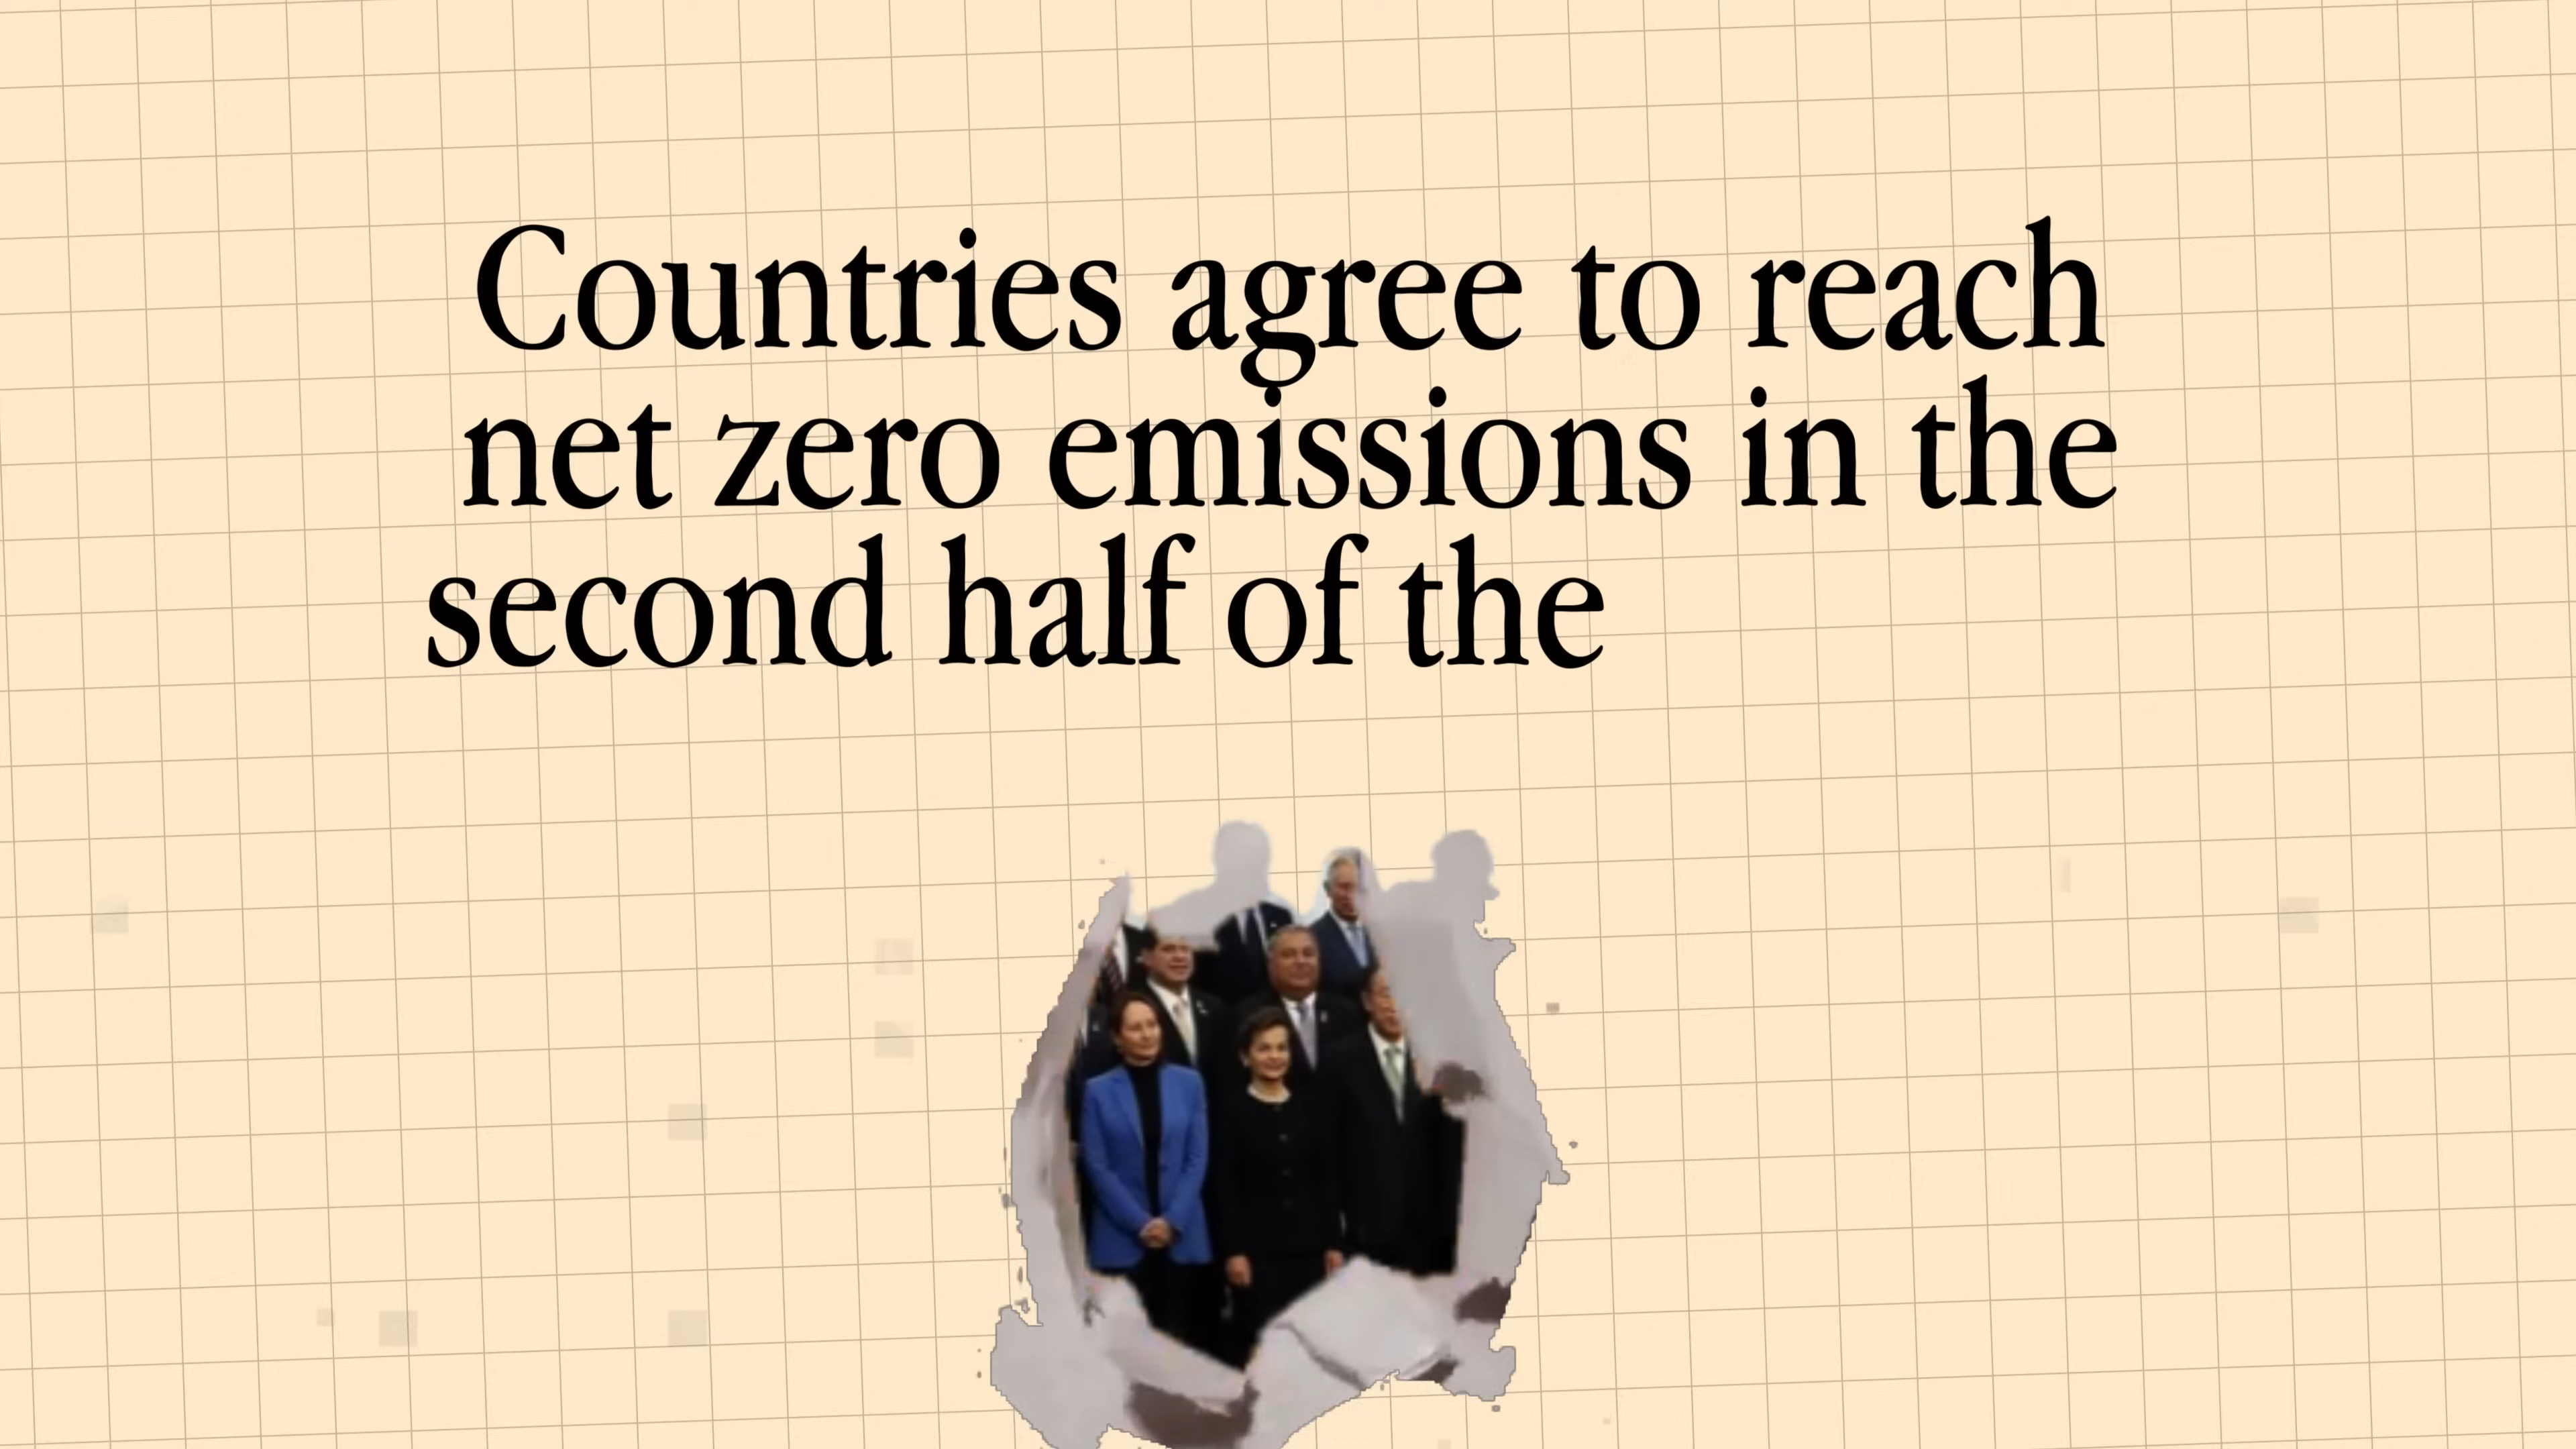 Countries agree to reach
net zero emissions in the
second half of the